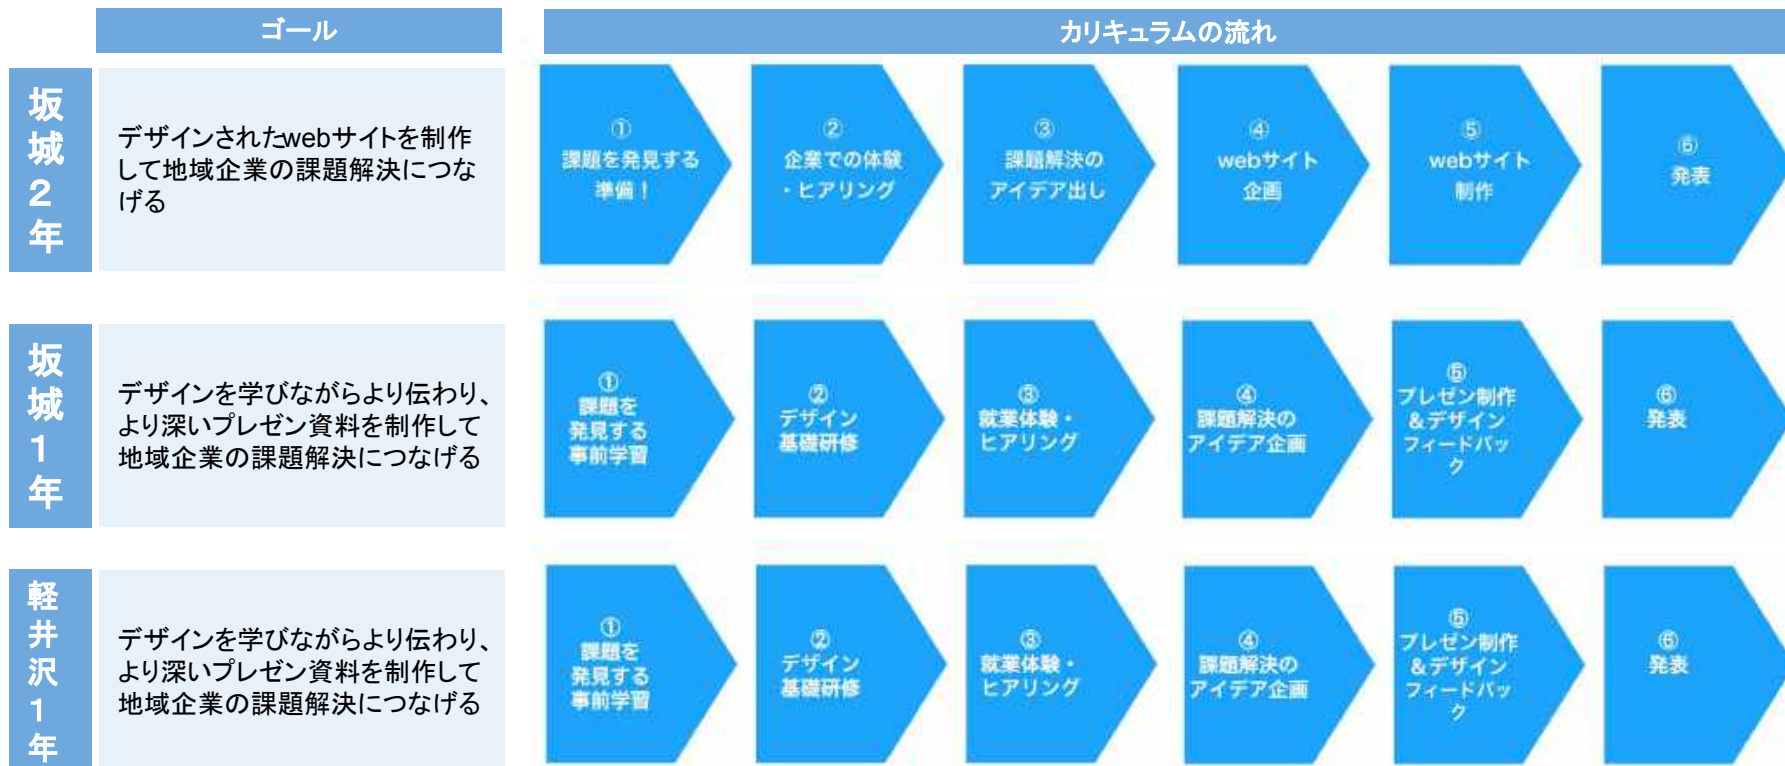 ゴール
カリキュラムの流れ
坂城2年
デザインされたwebサイトを制作
して地域企業の課題解決につな
げる
①
課題を発見する
準備！
②
企業での体験
・ヒアリング
③
課題解決の
アイデア出し
④
webサイト
企画
⑤
webサイト
制作
⑥
発表
坂城1年
デザインを学びながらより伝わり、
より深いプレゼン資料を制作して
地域企業の課題解決につなげる
①
課題を
発見する
事前学習
②
デザイン
基礎研修
③
就業体験・
ヒアリング
④
課題解決の
アイデア企画
⑤
プレゼン制作
&デザイン
フィードバッ
ク
⑥
発表
軽井沢1年
デザインを学びながらより伝わり、
より深いプレゼン資料を制作して
地域企業の課題解決につなげる
①
課題を
発見する
事前学習
②
デザイン
基礎研修
③
就業体験・
ヒアリング
④
課題解決の
アイデア企画
⑤
プレゼン制作
&デザイン
フィードバッ
ク
⑥
発表